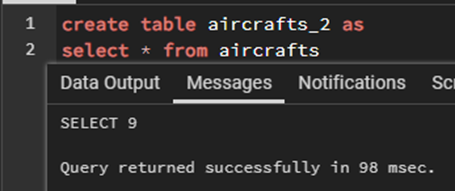 1 create table aircrafts_2 as
2 select * from aircrafts
Data Output Messages Notifications
SELECT 9
Query returned successfully in 98 msec.